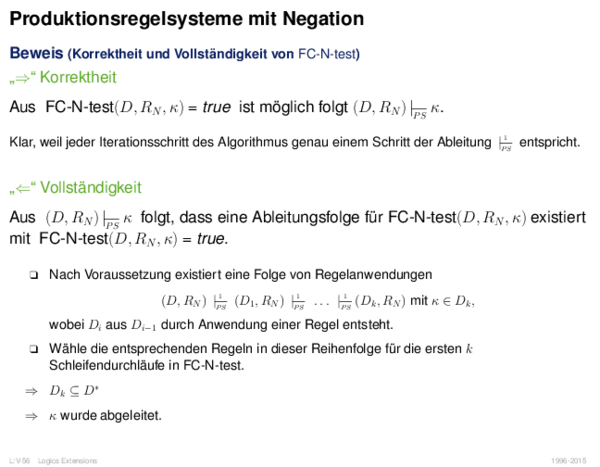 Produktionsregelsysteme mit Negation
Beweis (Korrektheit und Vollständigkeit von FC-N-test)
„⇒“ Korrektheit
Aus FC-N-test(D, R_N, κ) = true ist möglich folgt (D, R_N) |—_PS κ.
Klar, weil jeder Iterationsschritt des Algorithmus genau einem Schritt der Ableitung |—^1_PS entspricht.
„⇐“ Vollständigkeit
Aus (D, R_N) |—_PS κ folgt, dass eine Ableitungsfolge für FC-N-test(D, R_N, κ) existiert
mit FC-N-test(D, R_N, κ) = true.
❑ Nach Voraussetzung existiert eine Folge von Regelanwendungen
(D, R_N) |—^1_PS (D_1, R_N) |—^1_PS … |—^1_PS (D_k, R_N) mit κ ∈ D_k,
wobei D_i aus D_{i−1} durch Anwendung einer Regel entsteht.
❑ Wähle die entsprechenden Regeln in dieser Reihenfolge für die ersten k
Schleifendurchläufe in FC-N-test.
⇒ D_k ⊆ D*
⇒ κ wurde abgeleitet.
L:V-56 Logics Extensions 1996-2015